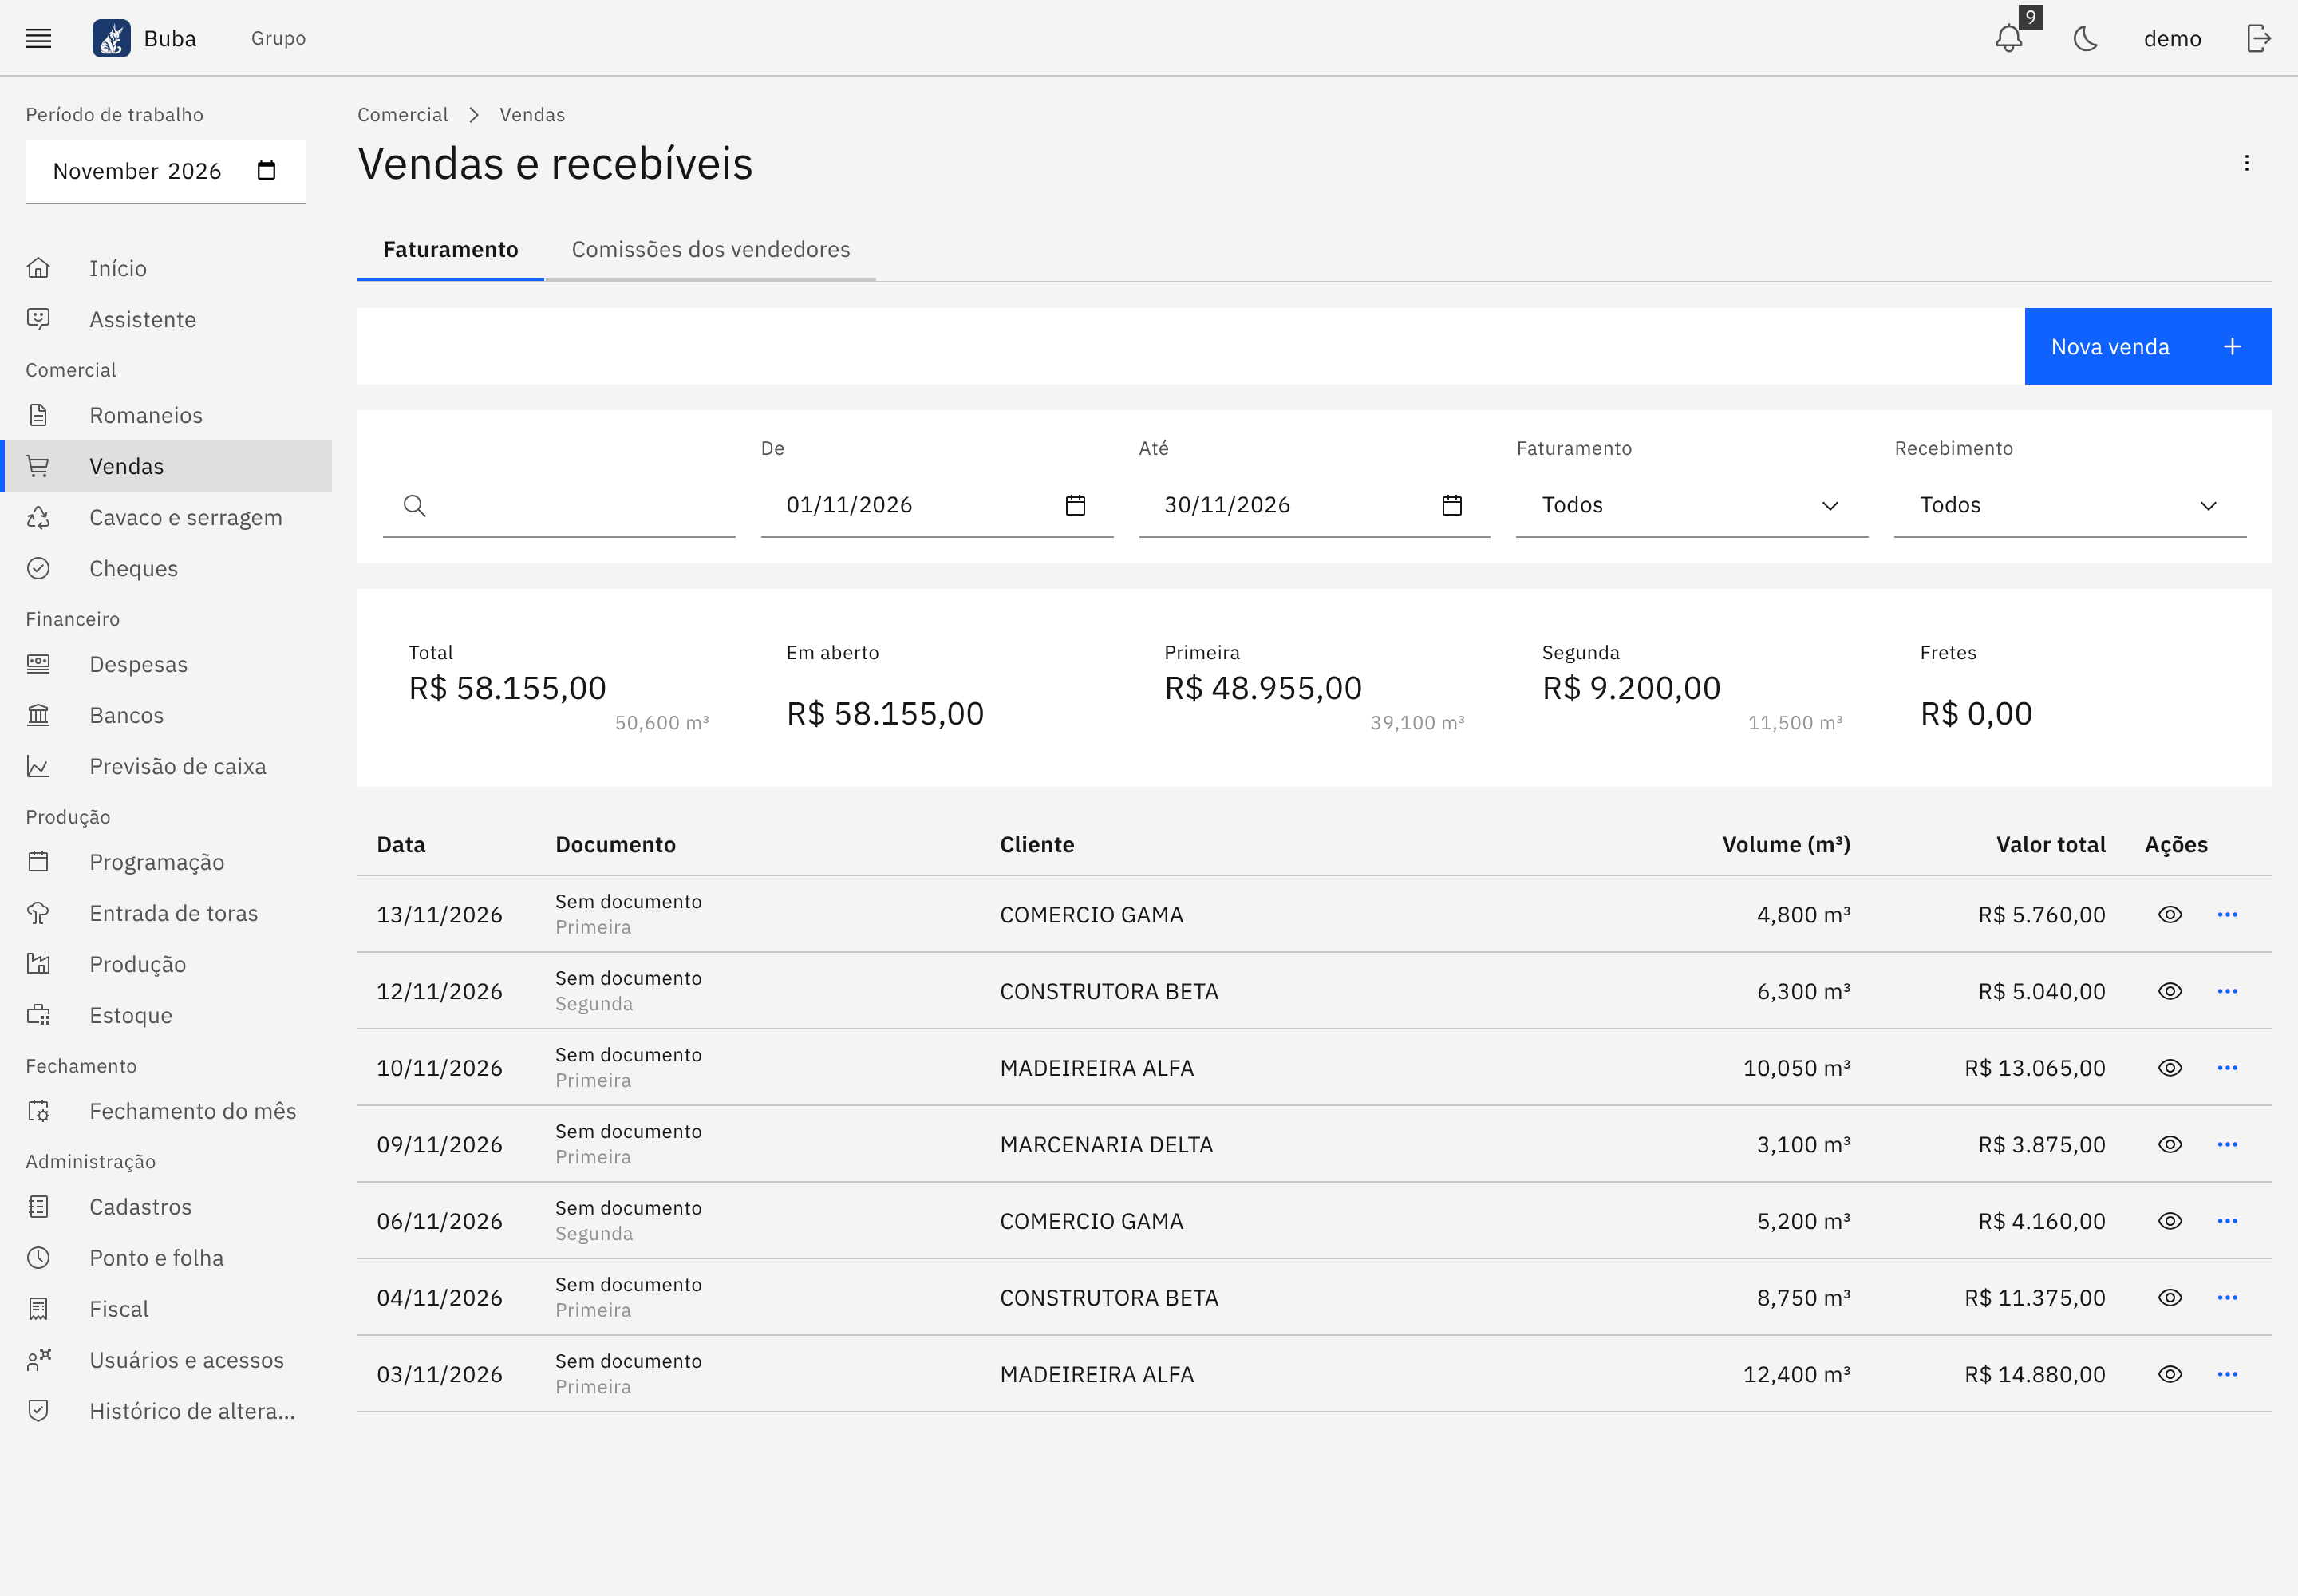 Buba
Grupo
9
demo
Período de trabalho
November 2026
Início
Assistente
Comercial
Romaneios
Vendas
Cavaco e serragem
Cheques
Financeiro
Despesas
Bancos
Previsão de caixa
Produção
Programação
Entrada de toras
Produção
Estoque
Fechamento
Fechamento do mês
Administração
Cadastros
Ponto e folha
Fiscal
Usuários e acessos
Histórico de altera...
Comercial > Vendas
Vendas e recebíveis
Faturamento
Comissões dos vendedores
Nova venda +
De
Até
Faturamento
Recebimento
01/11/2026
30/11/2026
Todos
Todos
Total
R$ 58.155,00
50,600 m³
Em aberto
R$ 58.155,00
Primeira
R$ 48.955,00
39,100 m³
Segunda
R$ 9.200,00
11,500 m³
Fretes
R$ 0,00
Data Documento Cliente Volume (m³) Valor total Ações
13/11/2026 Sem documento COMERCIO GAMA 4,800 m³ R$ 5.760,00
Primeira
12/11/2026 Sem documento CONSTRUTORA BETA 6,300 m³ R$ 5.040,00
Segunda
10/11/2026 Sem documento MADEIREIRA ALFA 10,050 m³ R$ 13.065,00
Primeira
09/11/2026 Sem documento MARCENARIA DELTA 3,100 m³ R$ 3.875,00
Primeira
06/11/2026 Sem documento COMERCIO GAMA 5,200 m³ R$ 4.160,00
Segunda
04/11/2026 Sem documento CONSTRUTORA BETA 8,750 m³ R$ 11.375,00
Primeira
03/11/2026 Sem documento MADEIREIRA ALFA 12,400 m³ R$ 14.880,00
Primeira